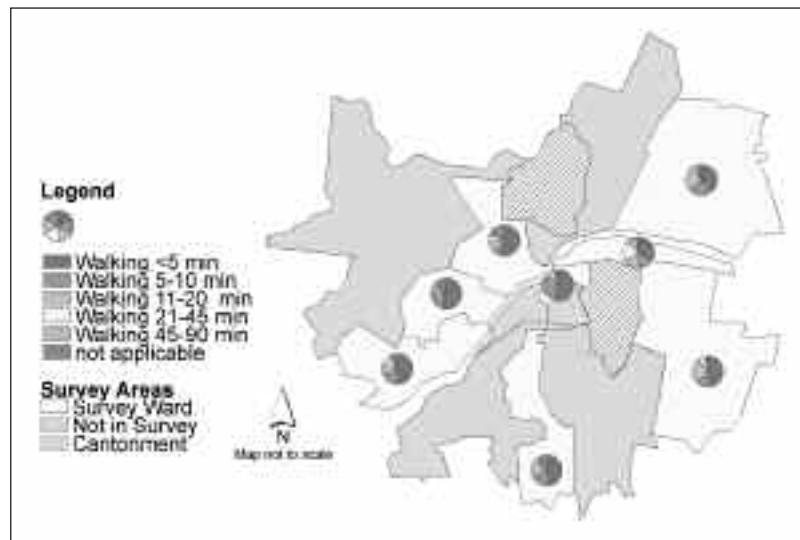 Legend
Walking <5 min
Walking 5-10 min
Walking 11-20 min
Walking 21-45 min
Walking 45-90 min
not applicable
Survey Areas
Survey Ward
Not in Survey
Cantonment
N
Map not to scale